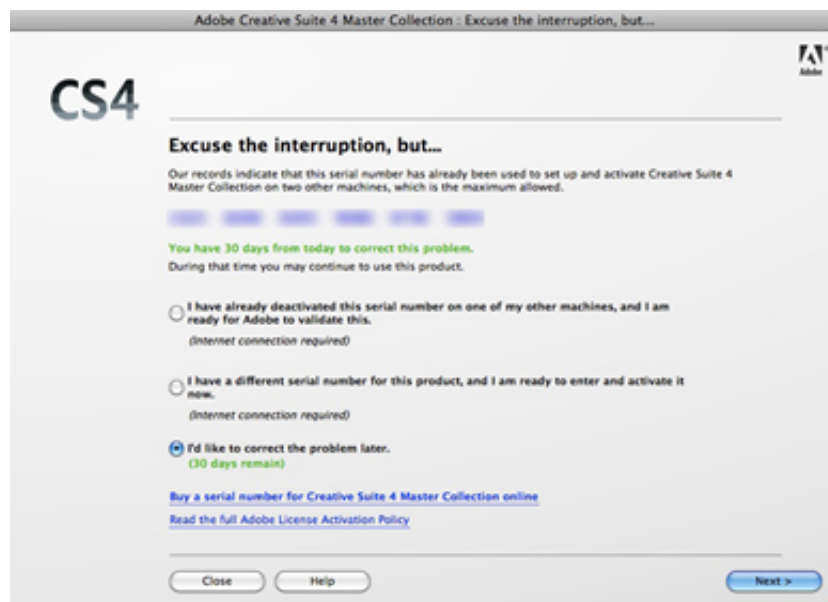 Adobe Creative Suite 4 Master Collection : Excuse the interruption, but...
Adobe
CS4
Excuse the interruption, but...
Our records indicate that this serial number has already been used to set up and activate Creative Suite 4
Master Collection on two other machines, which is the maximum allowed.
You have 30 days from today to correct this problem.
During that time you may continue to use this product.
I have already deactivated this serial number on one of my other machines, and I am
ready for Adobe to validate this.
(Internet connection required)
I have a different serial number for this product, and I am ready to enter and activate it
now.
(Internet connection required)
I'd like to correct the problem later.
(30 days remain)
Buy a serial number for Creative Suite 4 Master Collection online
Read the full Adobe License Activation Policy
Close Help Next >